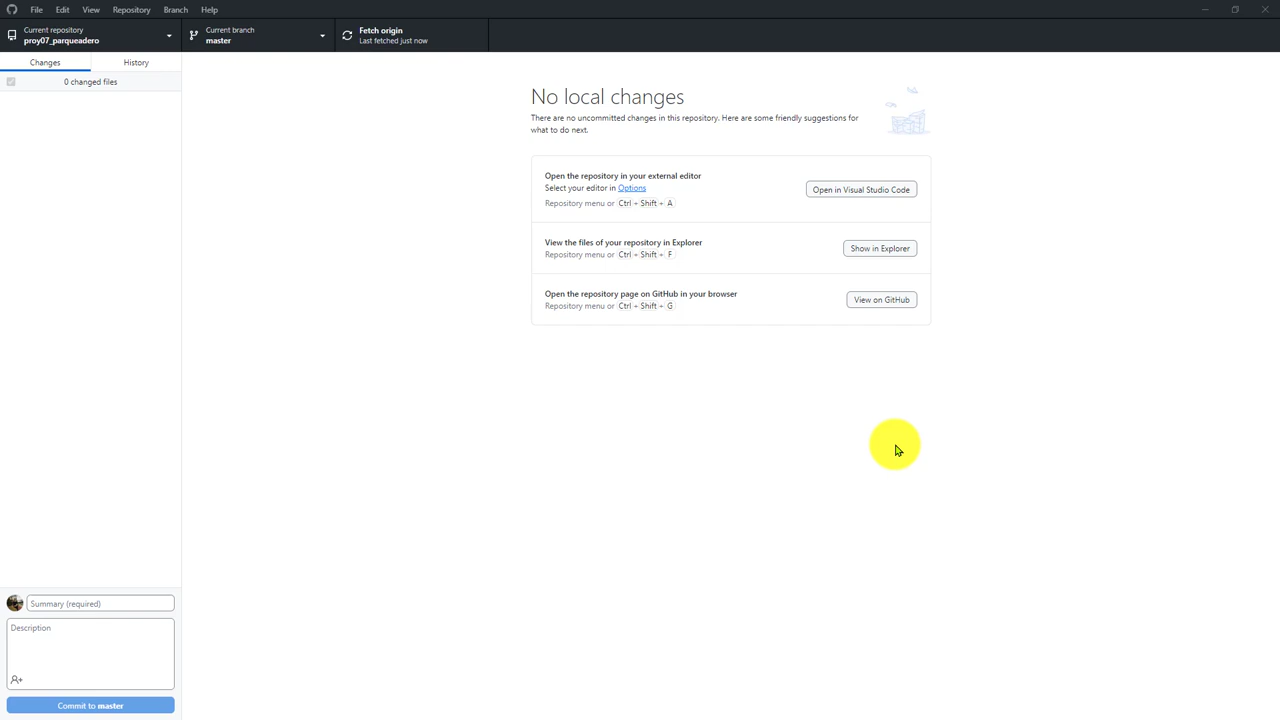 File Edit View Repository Branch Help
Current repository
proy07_parqueadero
Current branch
master
Fetch origin
Last fetched just now
Changes History
0 changed files
No local changes
There are no uncommitted changes in this repository. Here are some friendly suggestions for
what to do next.
Open the repository in your external editor
Select your editor in Options
Repository menu or Ctrl + Shift + A
Open in Visual Studio Code
View the files of your repository in Explorer
Repository menu or Ctrl + Shift + F
Show in Explorer
Open the repository page on GitHub in your browser
Repository menu or Ctrl + Shift + G
View on GitHub
Summary (required)
Description
Commit to master